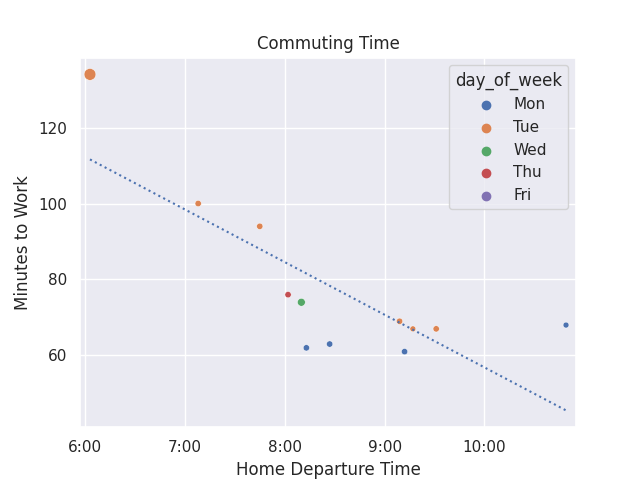 Commuting Time
day_of_week
Mon
Tue
Wed
Thu
Fri
Minutes to Work
120
100
80
60
6:00 7:00 8:00 9:00 10:00
Home Departure Time